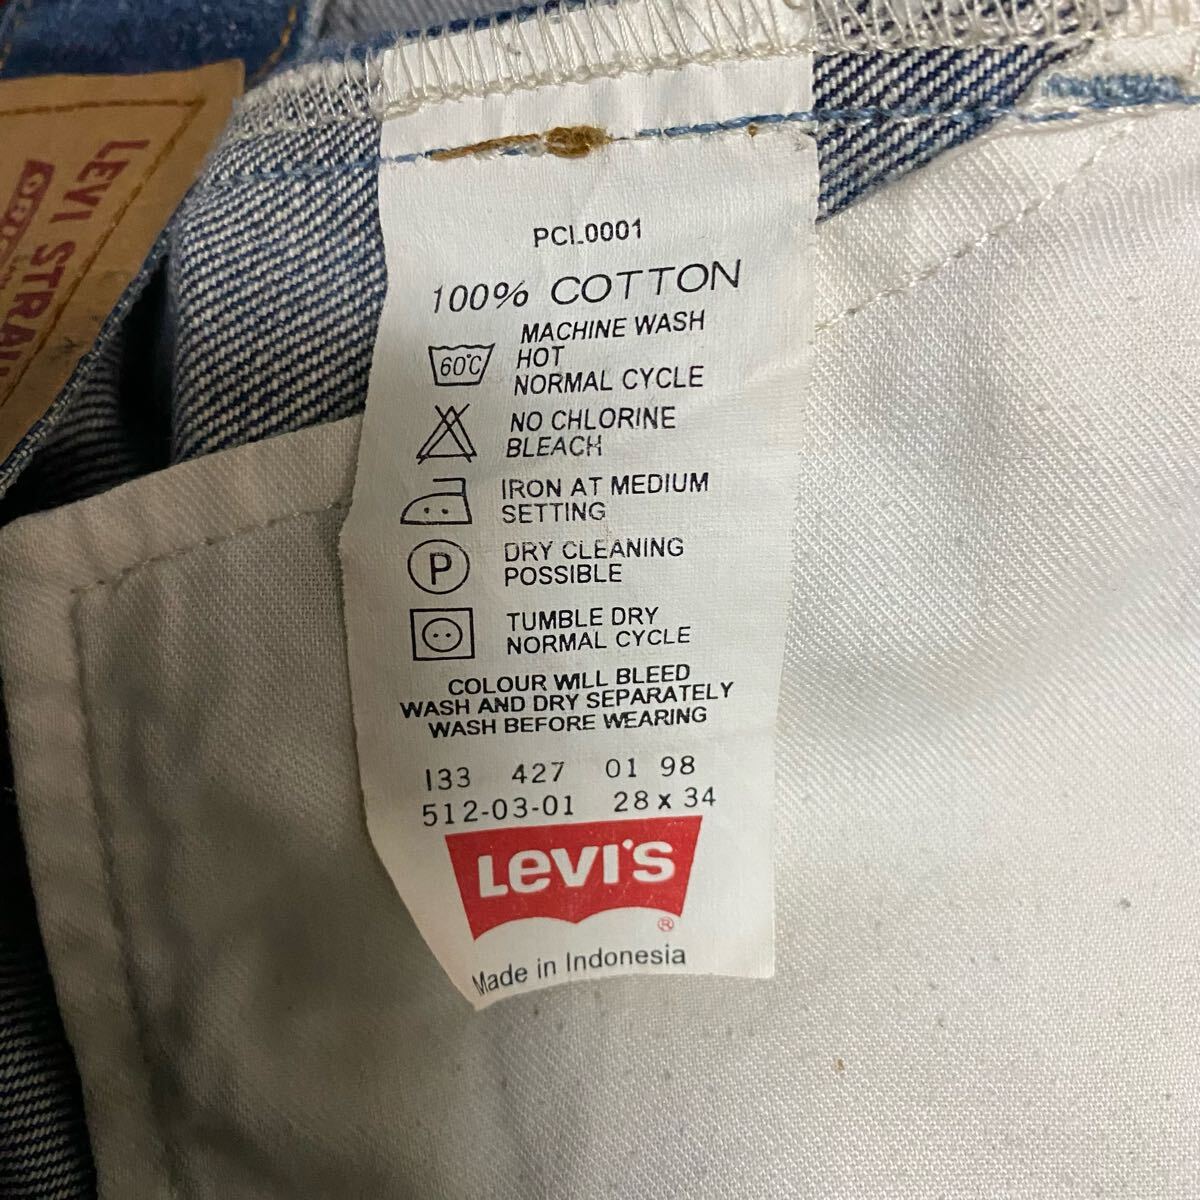 LEVI STRAU
PCL0001
100% COTTON
MACHINE WASH
60°C HOT
NORMAL CYCLE
NO CHLORINE
BLEACH
IRON AT MEDIUM
SETTING
P DRY CLEANING
POSSIBLE
TUMBLE DRY
NORMAL CYCLE
COLOUR WILL BLEED
WASH AND DRY SEPARATELY
WASH BEFORE WEARING
133 427 01 98
512-03-01 28 x 34
LEVI'S
®
Made in Indonesia